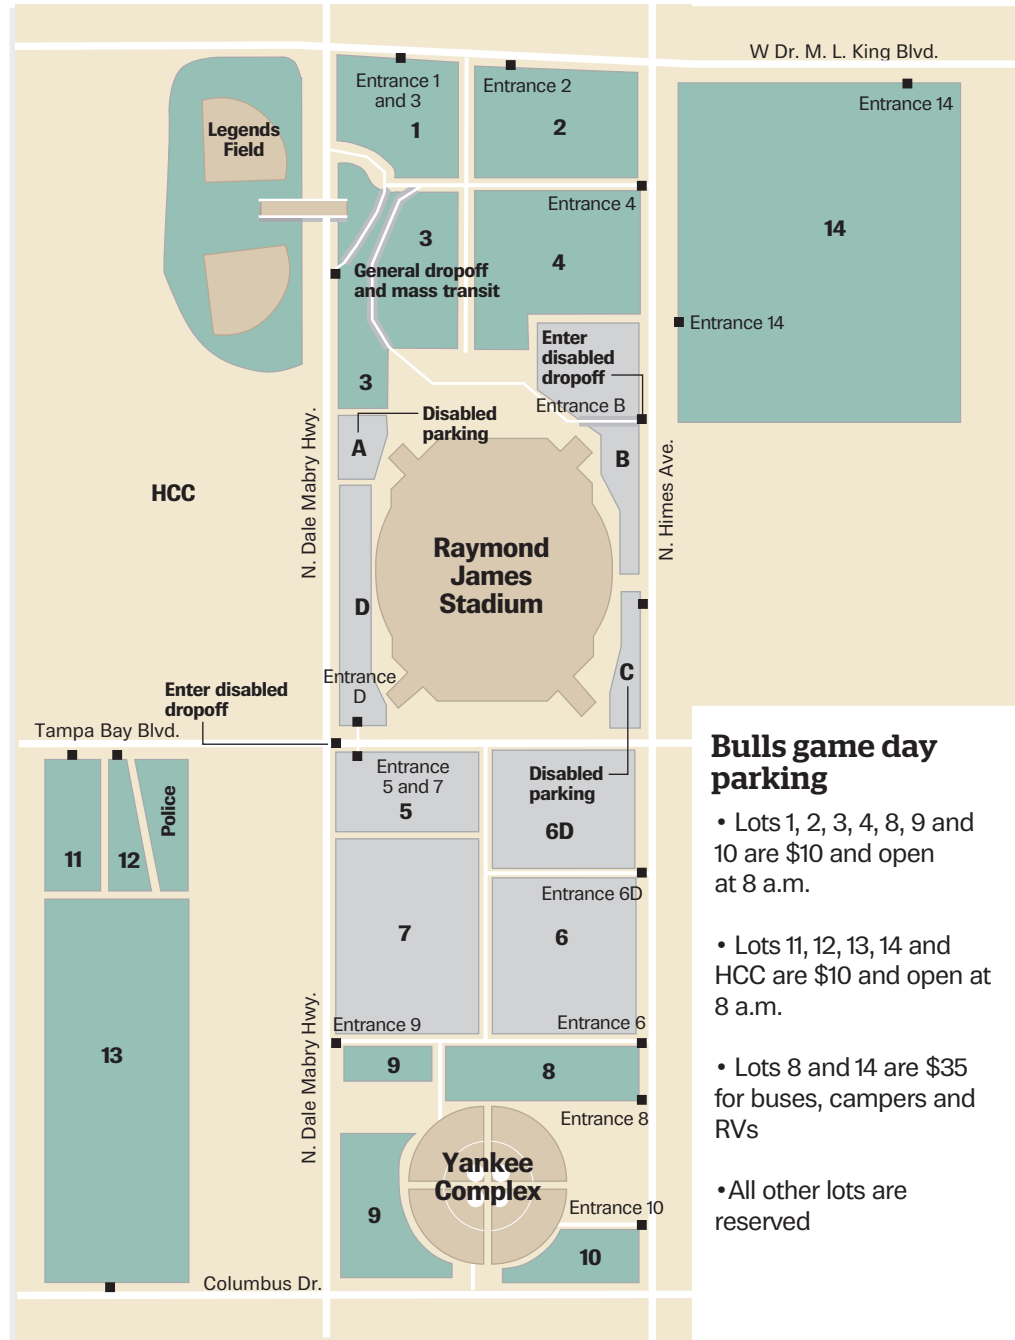 W Dr. M. L. King Blvd.
Entrance 1
and 3
1
Entrance 2
2
Entrance 14
Legends
Field
Entrance 4
14
3
4
General dropoff
and mass transit
Entrance 14
Enter
disabled
dropoff
3
Entrance B
Disabled
parking
A
B
N. Dale Mabry Hwy.
N. Himes Ave.
HCC
Raymond
James
Stadium
D
C
Entrance
D
Enter disabled
dropoff
Tampa Bay Blvd.
Entrance
5 and 7
5
Disabled
parking
6D
Police
11
12
Entrance 6D
7
6
Entrance 9
Entrance 6
N. Dale Mabry Hwy.
13
9
8
Entrance 8
Yankee
Complex
9
Entrance 10
10
Columbus Dr.
Bulls game day
parking
• Lots 1, 2, 3, 4, 8, 9 and
10 are $10 and open
at 8 a.m.
• Lots 11, 12, 13, 14 and
HCC are $10 and open at
8 a.m.
• Lots 8 and 14 are $35
for buses, campers and
RVs
•All other lots are
reserved